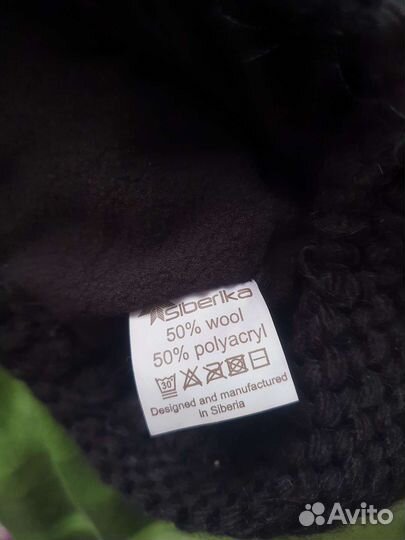 siberika
50% wool
50% polyacryl
30
Designed and manufactured
In Siberia
Avito